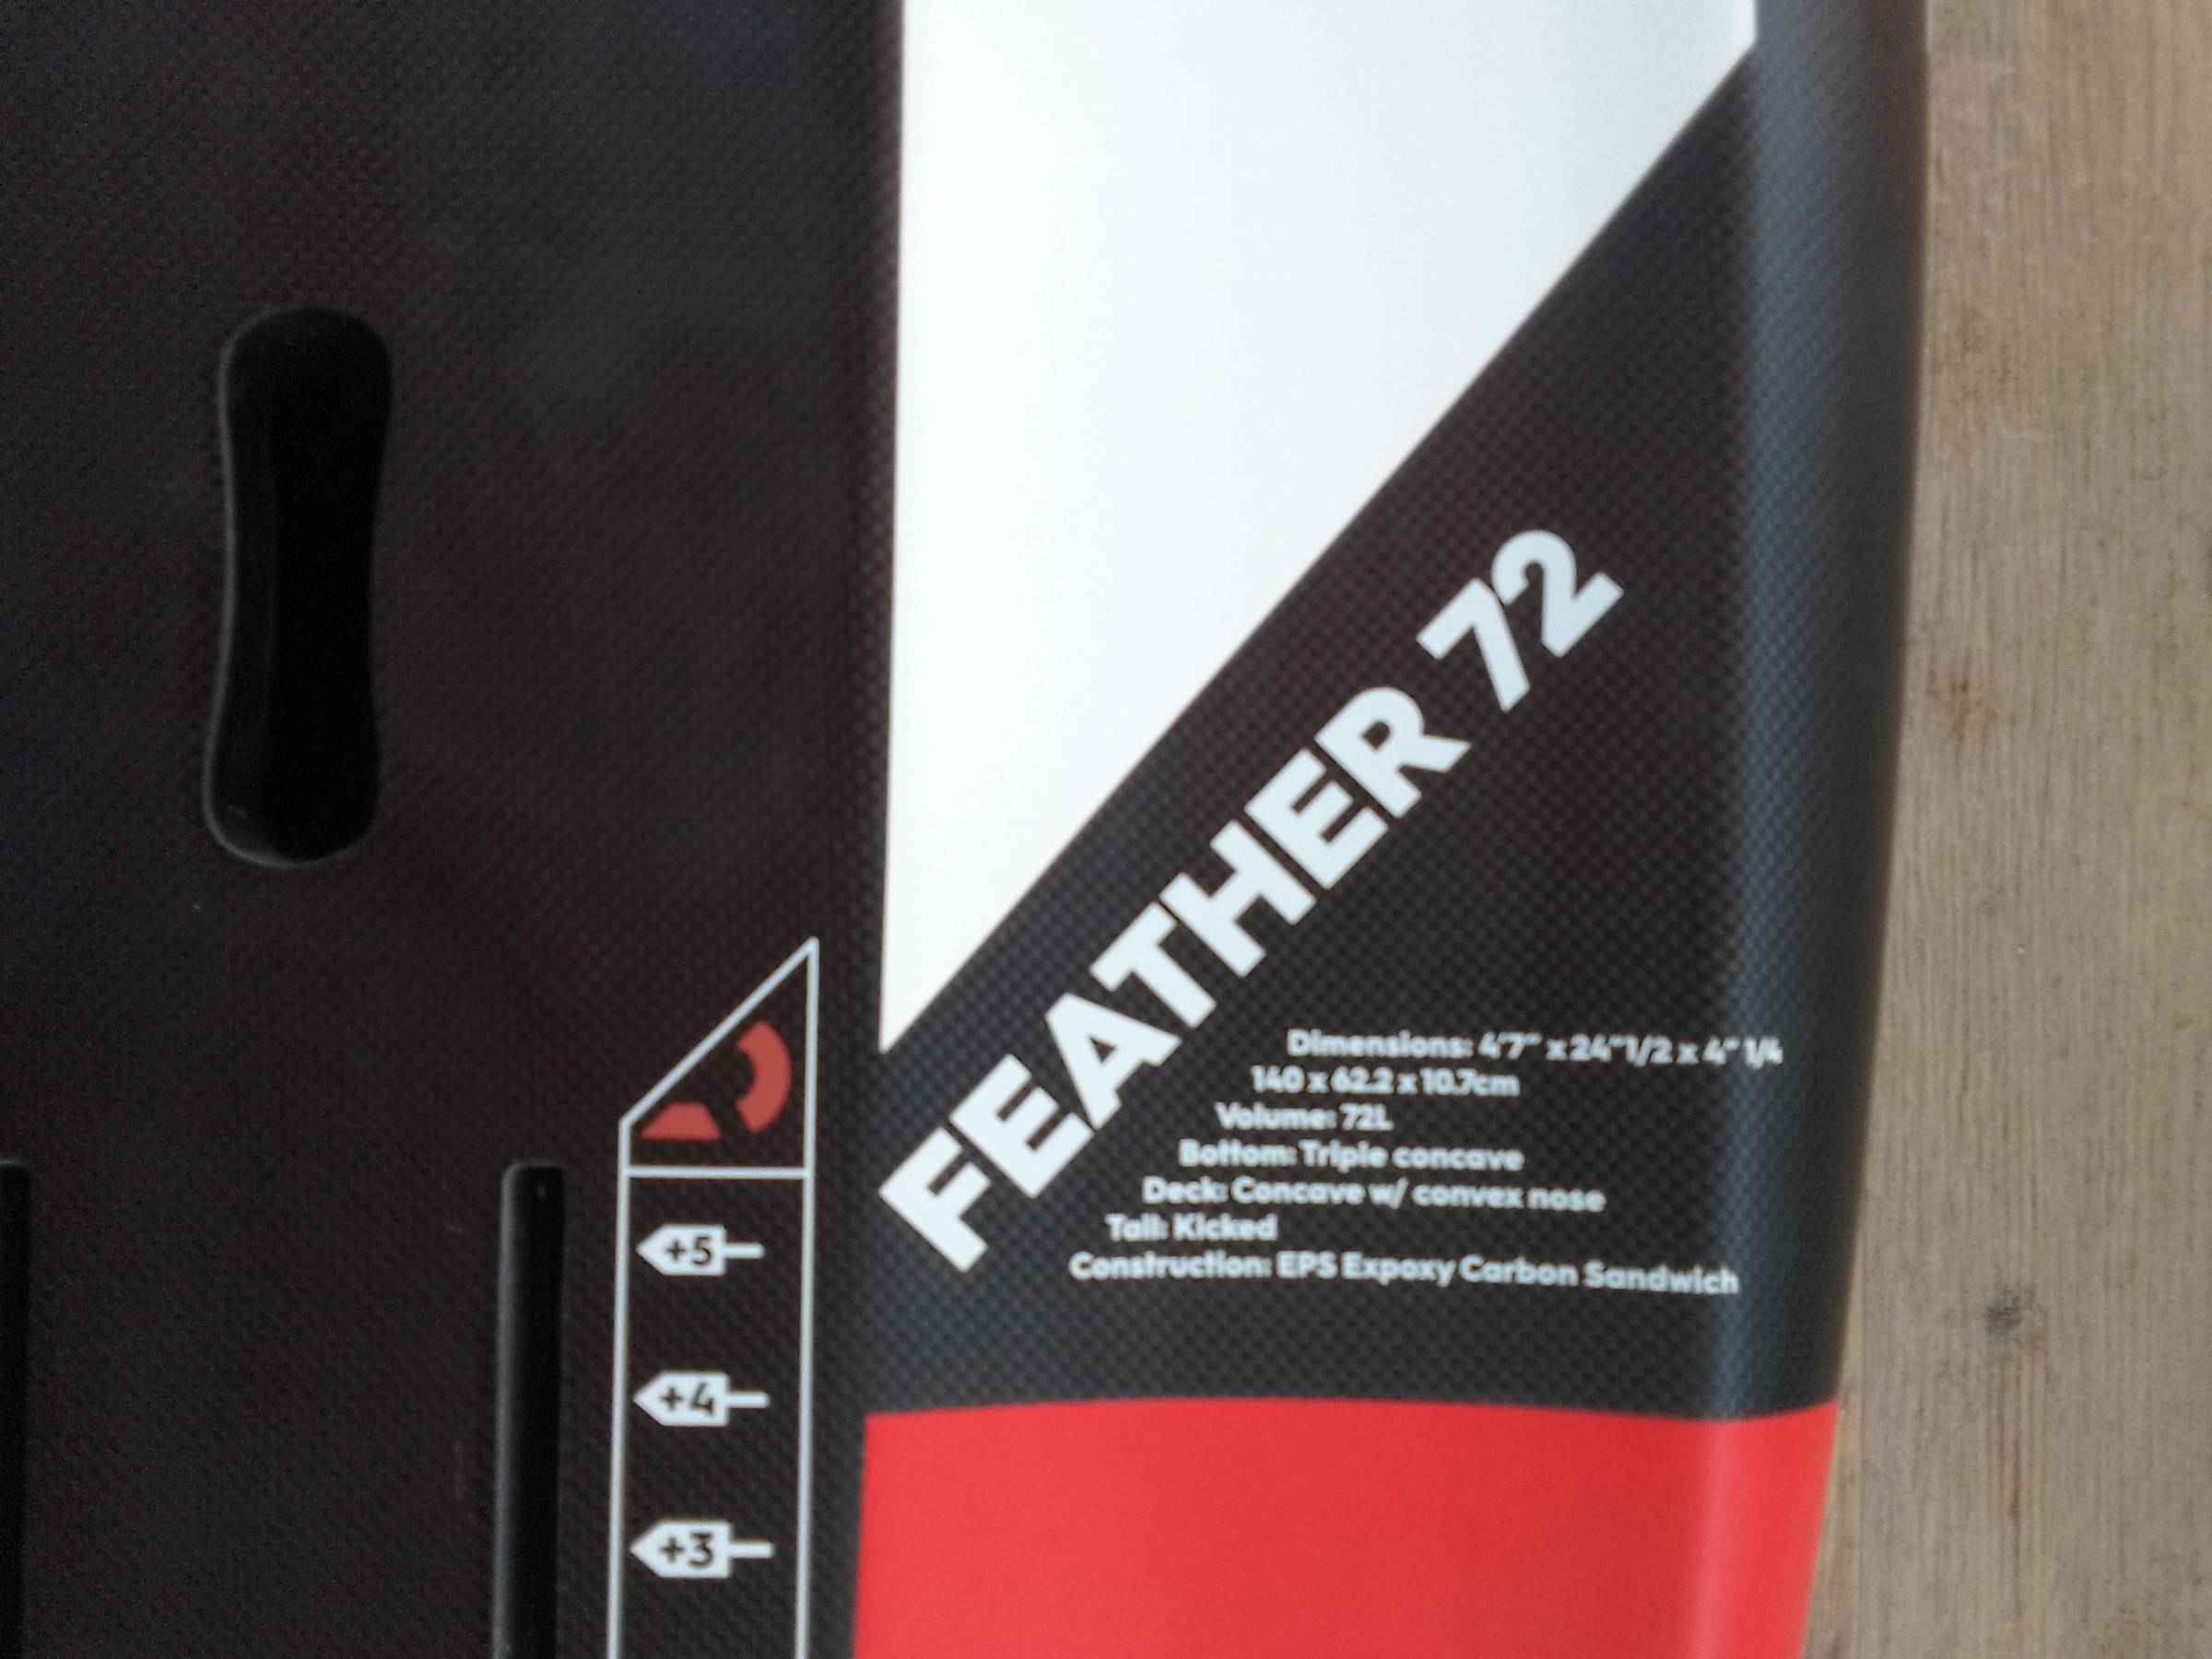 FEATHER 72
Dimensions: 4'7" x 24"1/2 x 4" 1/4
140 x 62.2 x 10.7cm
Volume: 72L
Bottom: Triple concave
Deck: Concave w/ convex nose
Tail: Kicked
Construction: EPS Expoxy Carbon Sandwich
+5
+4
+3